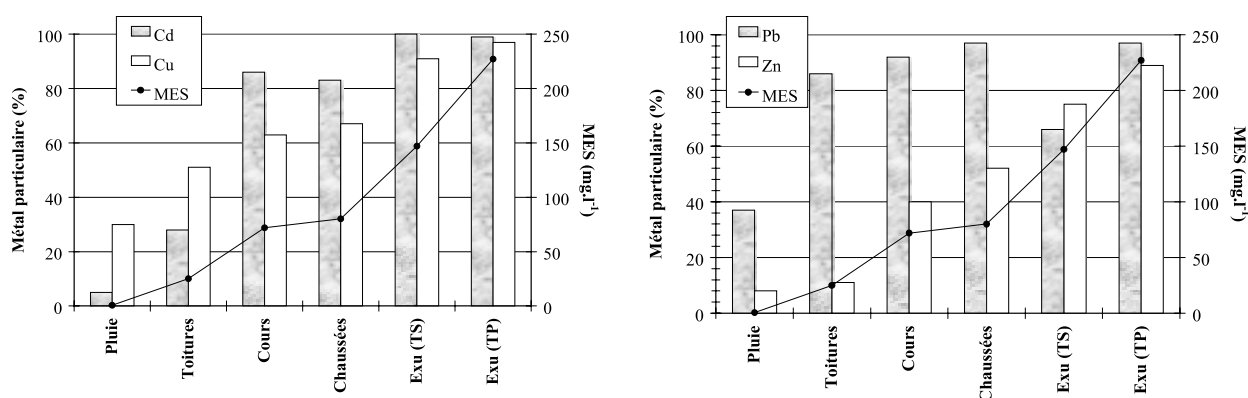 Cd
Cu
MES
100
80
60
40
20
0
250
200
150
100
50
0
Métal particulaire (%)
MES (mg.l-1)
Pluie
Toitures
Cours
Chaussées
Exu (TS)
Exu (TP)
Pb
Zn
MES
100
80
60
40
20
0
250
200
150
100
50
0
Métal particulaire (%)
MES (mg.l-1)
Pluie
Toitures
Cours
Chaussées
Exu (TS)
Exu (TP)